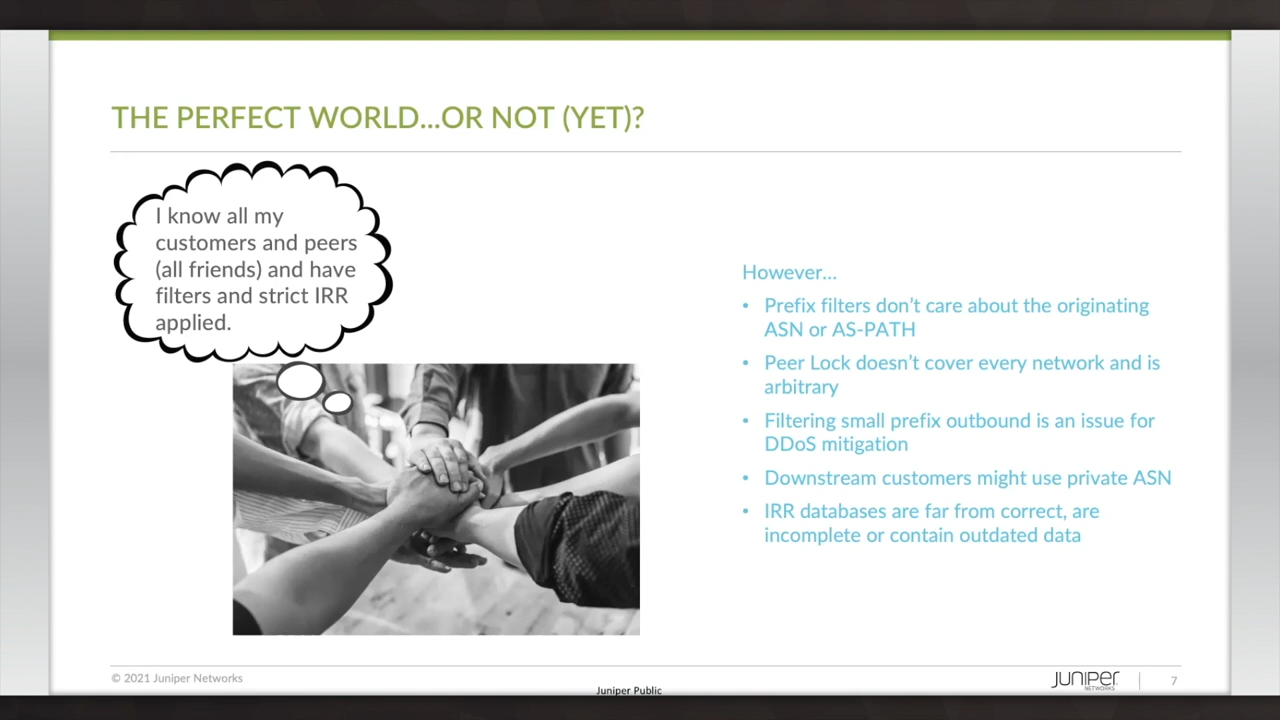 THE PERFECT WORLD...OR NOT (YET)?
I know all my
customers and peers
(all friends) and have
filters and strict IRR
applied.
However...
• Prefix filters don't care about the originating
ASN or AS-PATH
• Peer Lock doesn't cover every network and is
arbitrary
• Filtering small prefix outbound is an issue for
DDoS mitigation
• Downstream customers might use private ASN
• IRR databases are far from correct, are
incomplete or contain outdated data
© 2021 Juniper Networks
Juniper Public
JUNIPER
NETWORKS
7